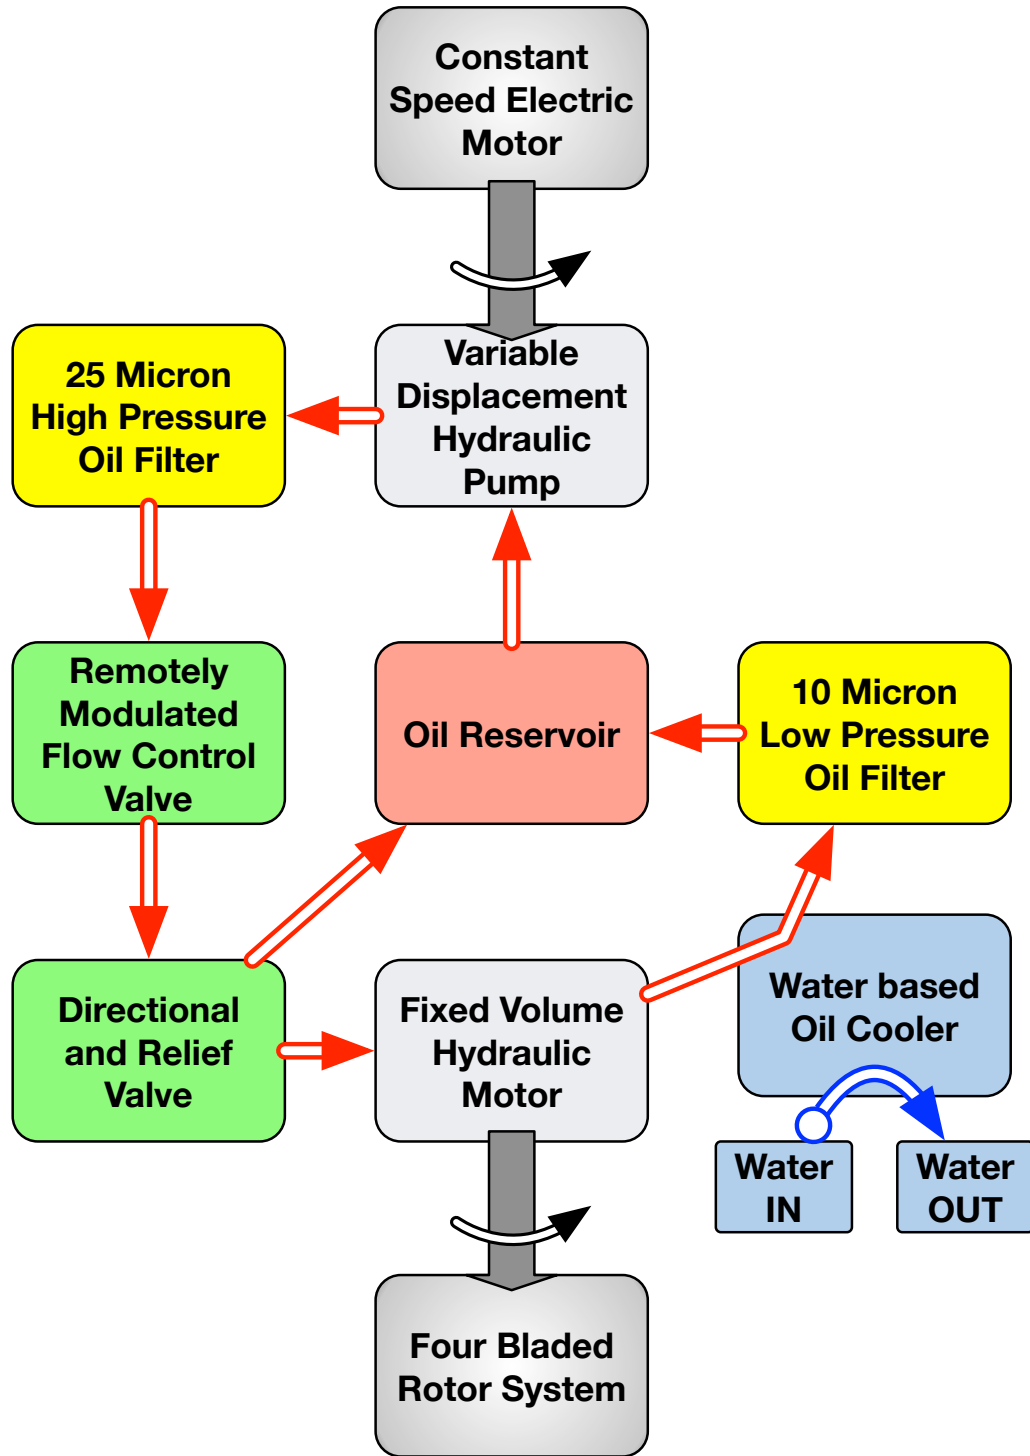 Constant
Speed Electric
Motor
25 Micron
High Pressure
Oil Filter
Variable
Displacement
Hydraulic
Pump
Remotely
Modulated
Flow Control
Valve
Oil Reservoir
10 Micron
Low Pressure
Oil Filter
Directional
and Relief
Valve
Fixed Volume
Hydraulic
Motor
Water based
Oil Cooler
Water
IN
Water
OUT
Four Bladed
Rotor System